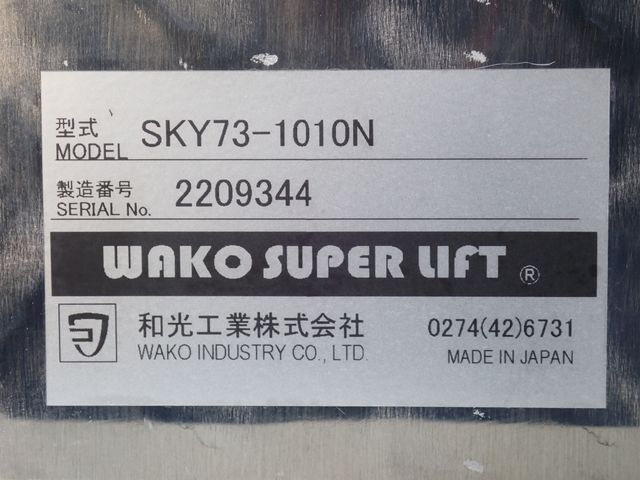 型式
MODEL SKY73-1010N
製造番号
SERIAL No. 2209344
WAKO SUPER LIFT ®
和光工業株式会社 0274(42)6731
WAKO INDUSTRY CO., LTD. MADE IN JAPAN